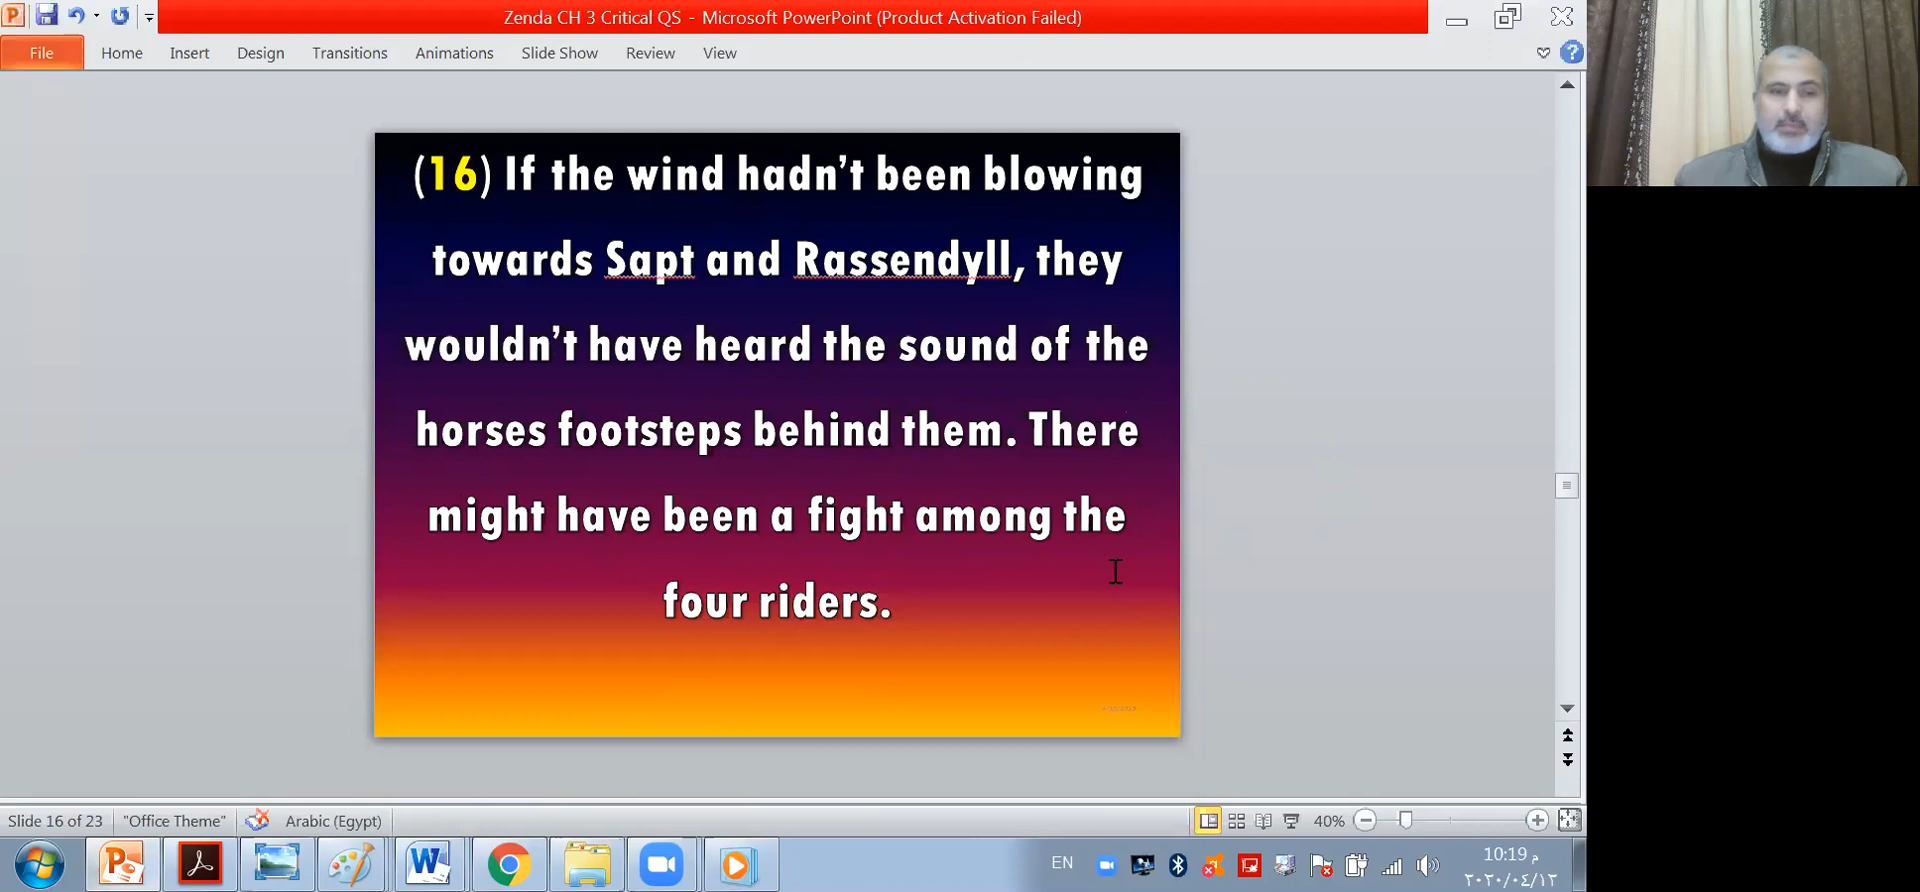 Zenda CH 3 Critical QS - Microsoft PowerPoint (Product Activation Failed)
File Home Insert Design Transitions Animations Slide Show Review View
(16) If the wind hadn't been blowing
towards Sapt and Rassendyll, they
wouldn't have heard the sound of the
horses footsteps behind them. There
might have been a fight among the
four riders.
Slide 16 of 23 "Office Theme" Arabic (Egypt) 40%
EN
10:19 م
٢٠٢٠/٠٤/١٢